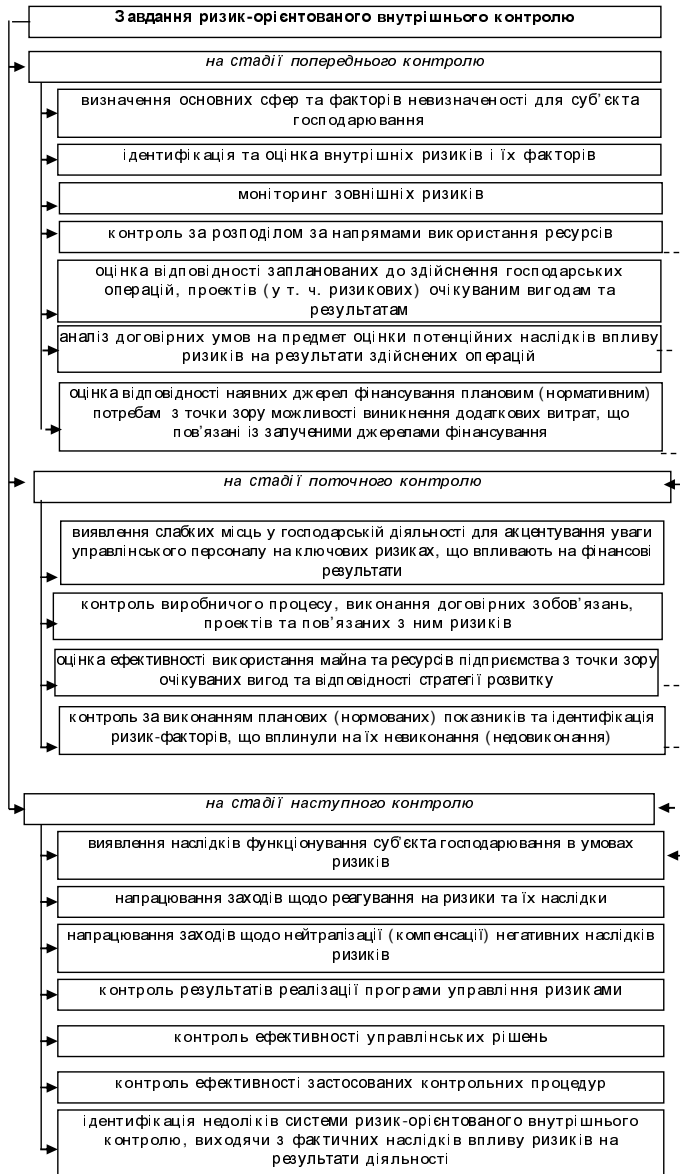 Завдання ризик-орієнтованого внутрішнього контролю
на стадії попереднього контролю
визначення основних сфер та факторів невизначеності для суб'єкта
господарювання
ідентифікація та оцінка внутрішніх ризиків і їх факторів
моніторинг зовнішніх ризиків
контроль за розподілом за напрямами використання ресурсів
оцінка відповідності запланованих до здійснення господарських
операцій, проектів (у т. ч. ризикових) очікуваним вигодам та
результатам
аналіз договірних умов на предмет оцінки потенційних наслідків впливу
ризиків на результати здійснених операцій
оцінка відповідності наявних джерел фінансування плановим (нормативним)
потребам з точки зору можливості виникнення додаткових витрат, що
пов'язані із залученими джерелами фінансування
на стадії поточного контролю
виявлення слабких місць у господарській діяльності для акцентування уваги
управлінського персоналу на ключових ризиках, що впливають на фінансові
результати
контроль виробничого процесу, виконання договірних зобов'язань,
проектів та пов'язаних з ним ризиків
оцінка ефективності використання майна та ресурсів підприємства з точки зору
очікуваних вигод та відповідності стратегії розвитку
контроль за виконанням планових (нормованих) показників та ідентифікація
ризик-факторів, що вплинули на їх невиконання (недовиконання)
на стадії наступного контролю
виявлення наслідків функціонування суб'єкта господарювання в умовах
ризиків
напрацювання заходів щодо реагування на ризики та їх наслідки
напрацювання заходів щодо нейтралізації (компенсації) негативних наслідків
ризиків
контроль результатів реалізації програми управління ризиками
контроль ефективності управлінських рішень
контроль ефективності застосованих контрольних процедур
ідентифікація недоліків системи ризик-орієнтованого внутрішнього
контролю, виходячи з фактичних наслідків впливу ризиків на
результати діяльності